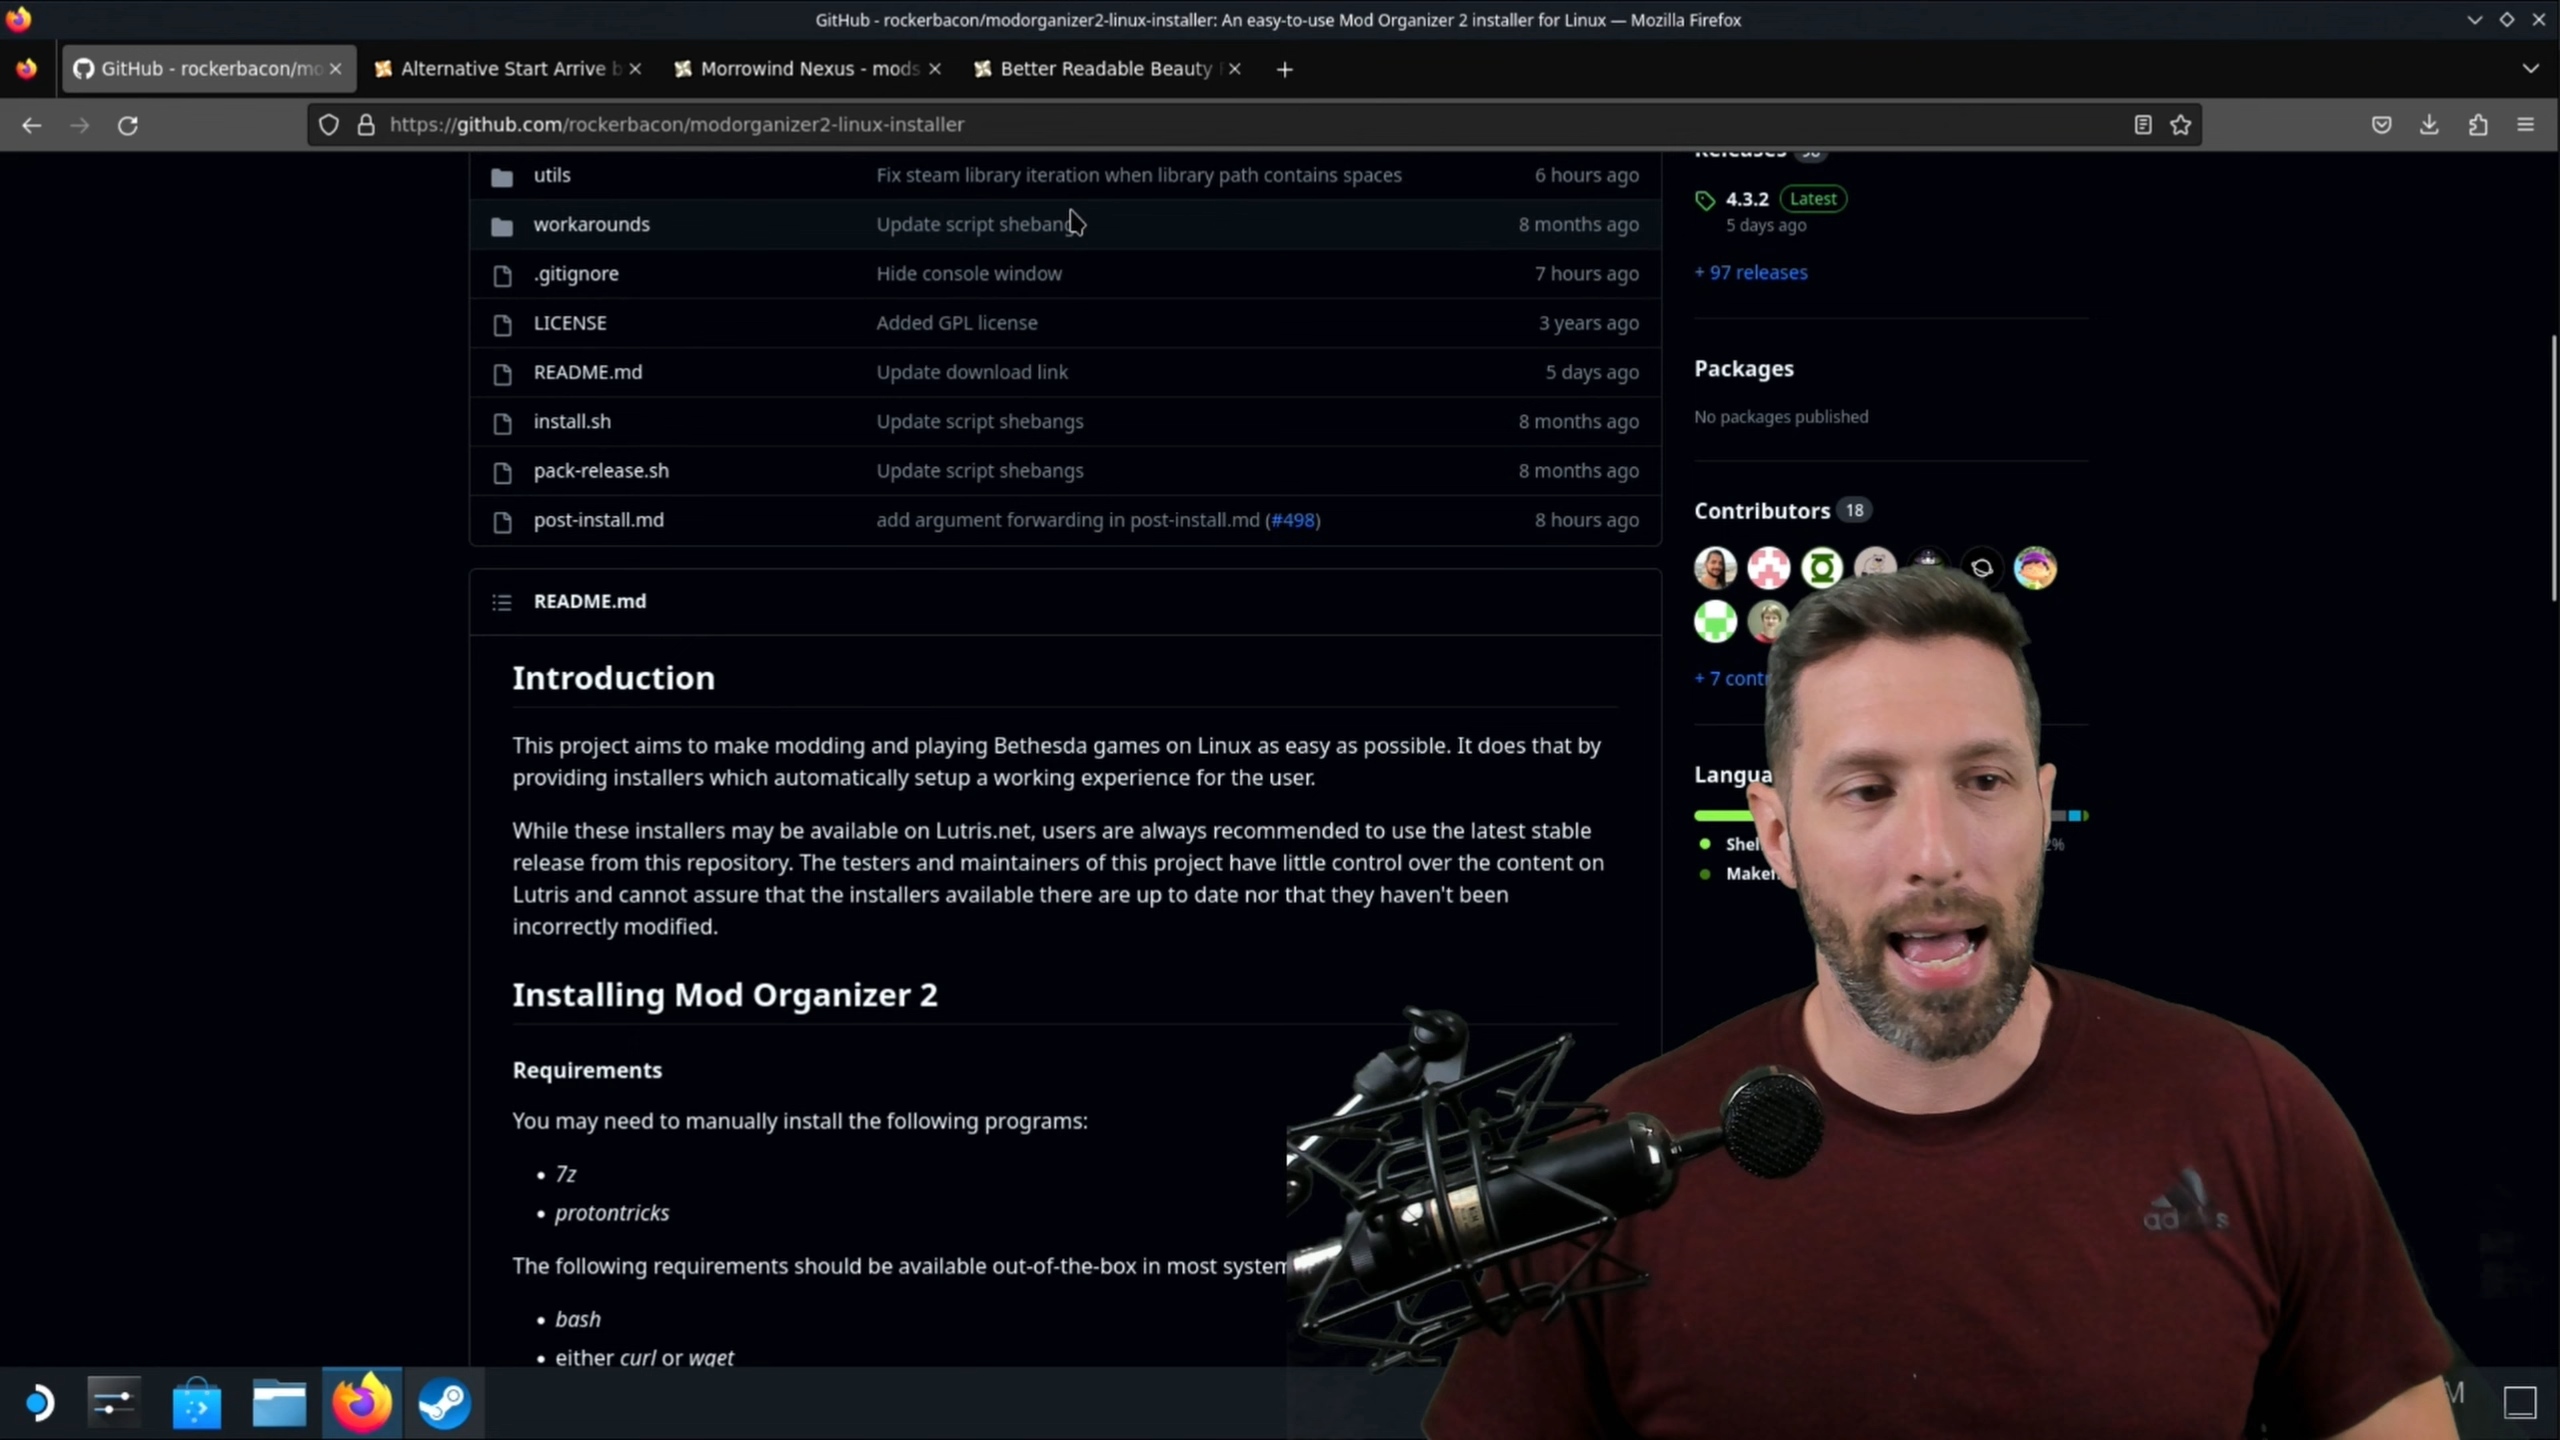 GitHub - rockerbacon/modorganizer2-linux-installer: An easy-to-use Mod Organizer 2 installer for Linux — Mozilla Firefox
GitHub - rockerbacon/mo
Alternative Start Arrive b
Morrowind Nexus - mods
Better Readable Beauty
https://github.com/rockerbacon/modorganizer2-linux-installer
utils Fix steam library iteration when library path contains spaces 6 hours ago
workarounds Update script shebang 8 months ago
.gitignore Hide console window 7 hours ago
LICENSE Added GPL license 3 years ago
README.md Update download link 5 days ago
install.sh Update script shebangs 8 months ago
pack-release.sh Update script shebangs 8 months ago
post-install.md add argument forwarding in post-install.md (#498) 8 hours ago
README.md
Introduction
This project aims to make modding and playing Bethesda games on Linux as easy as possible. It does that by
providing installers which automatically setup a working experience for the user.
While these installers may be available on Lutris.net, users are always recommended to use the latest stable
release from this repository. The testers and maintainers of this project have little control over the content on
Lutris and cannot assure that the installers available there are up to date nor that they haven't been
incorrectly modified.
Installing Mod Organizer 2
Requirements
You may need to manually install the following programs:
• 7z
• protontricks
The following requirements should be available out-of-the-box in most system
• bash
• either curl or wget
Releases 98
4.3.2 Latest
5 days ago
+ 97 releases
Packages
No packages published
Contributors 18
+ 7 cont
Langua
Shel
2%
Makef
adidas
M